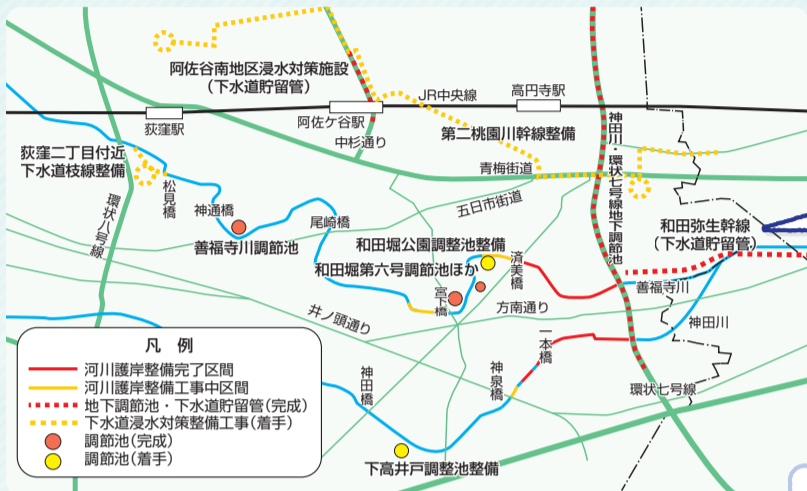 阿佐谷南地区浸水対策施設
（下水道貯留管）
JR中央線
高円寺駅
荻窪駅
阿佐ケ谷駅
中杉通り
第二桃園川幹線整備
青梅街道
神田川・環状七号線地下調節池
荻窪二丁目付近
下水道枝線整備
松見橋
環状八号線
神通橋
善福寺川調節池
尾崎橋
五日市街道
和田堀公園調整池整備
和田堀第六号調節池ほか
済美橋
和田弥生幹線
（下水道貯留管）
善福寺川
宮下橋
方南通り
井ノ頭通り
神田川
一本橋
神田橋
神泉橋
環状七号線
下高井戸調整池整備
凡 例
河川護岸整備完了区間
河川護岸整備工事中区間
地下調節池・下水道貯留管（完成）
下水道浸水対策整備工事（着手）
調節池（完成）
調節池（着手）